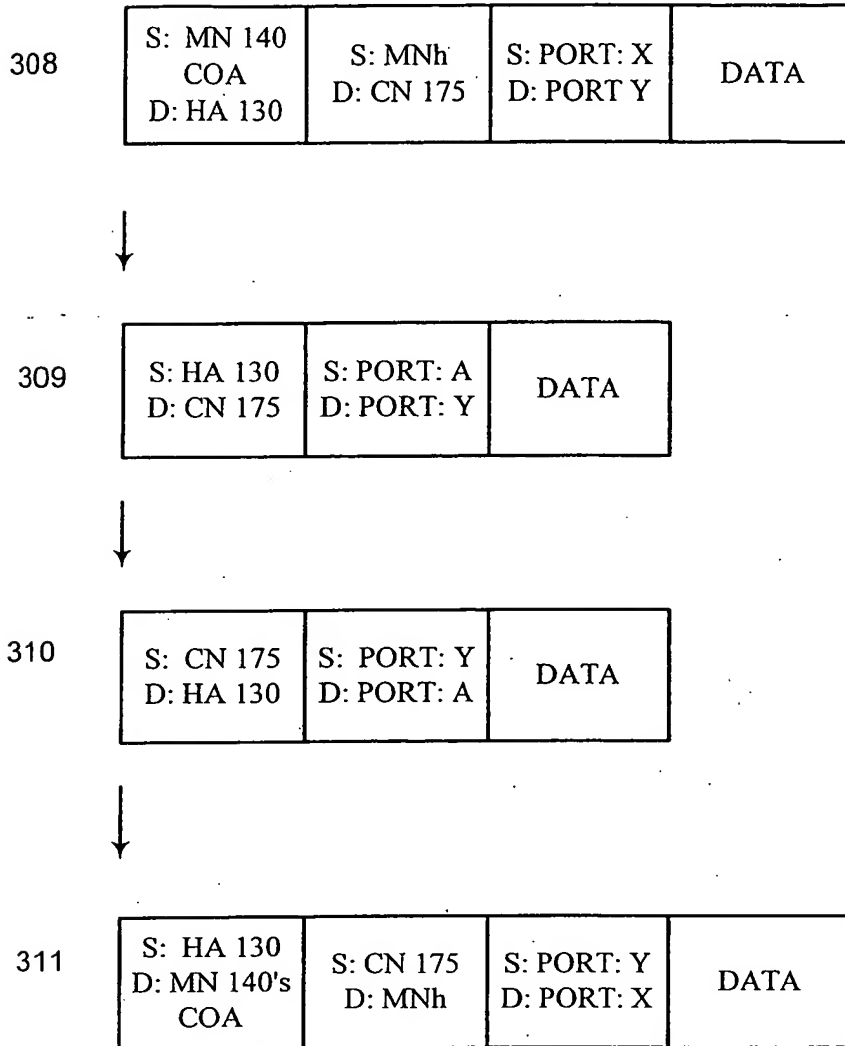 308
S: MN 140
COA
D: HA 130
S: MNh
D: CN 175
S: PORT: X
D: PORT Y
DATA
309
S: HA 130
D: CN 175
S: PORT: A
D: PORT: Y
DATA
310
S: CN 175
D: HA 130
S: PORT: Y
D: PORT: A
DATA
311
S: HA 130
D: MN 140's
COA
S: CN 175
D: MNh
S: PORT: Y
D: PORT: X
DATA